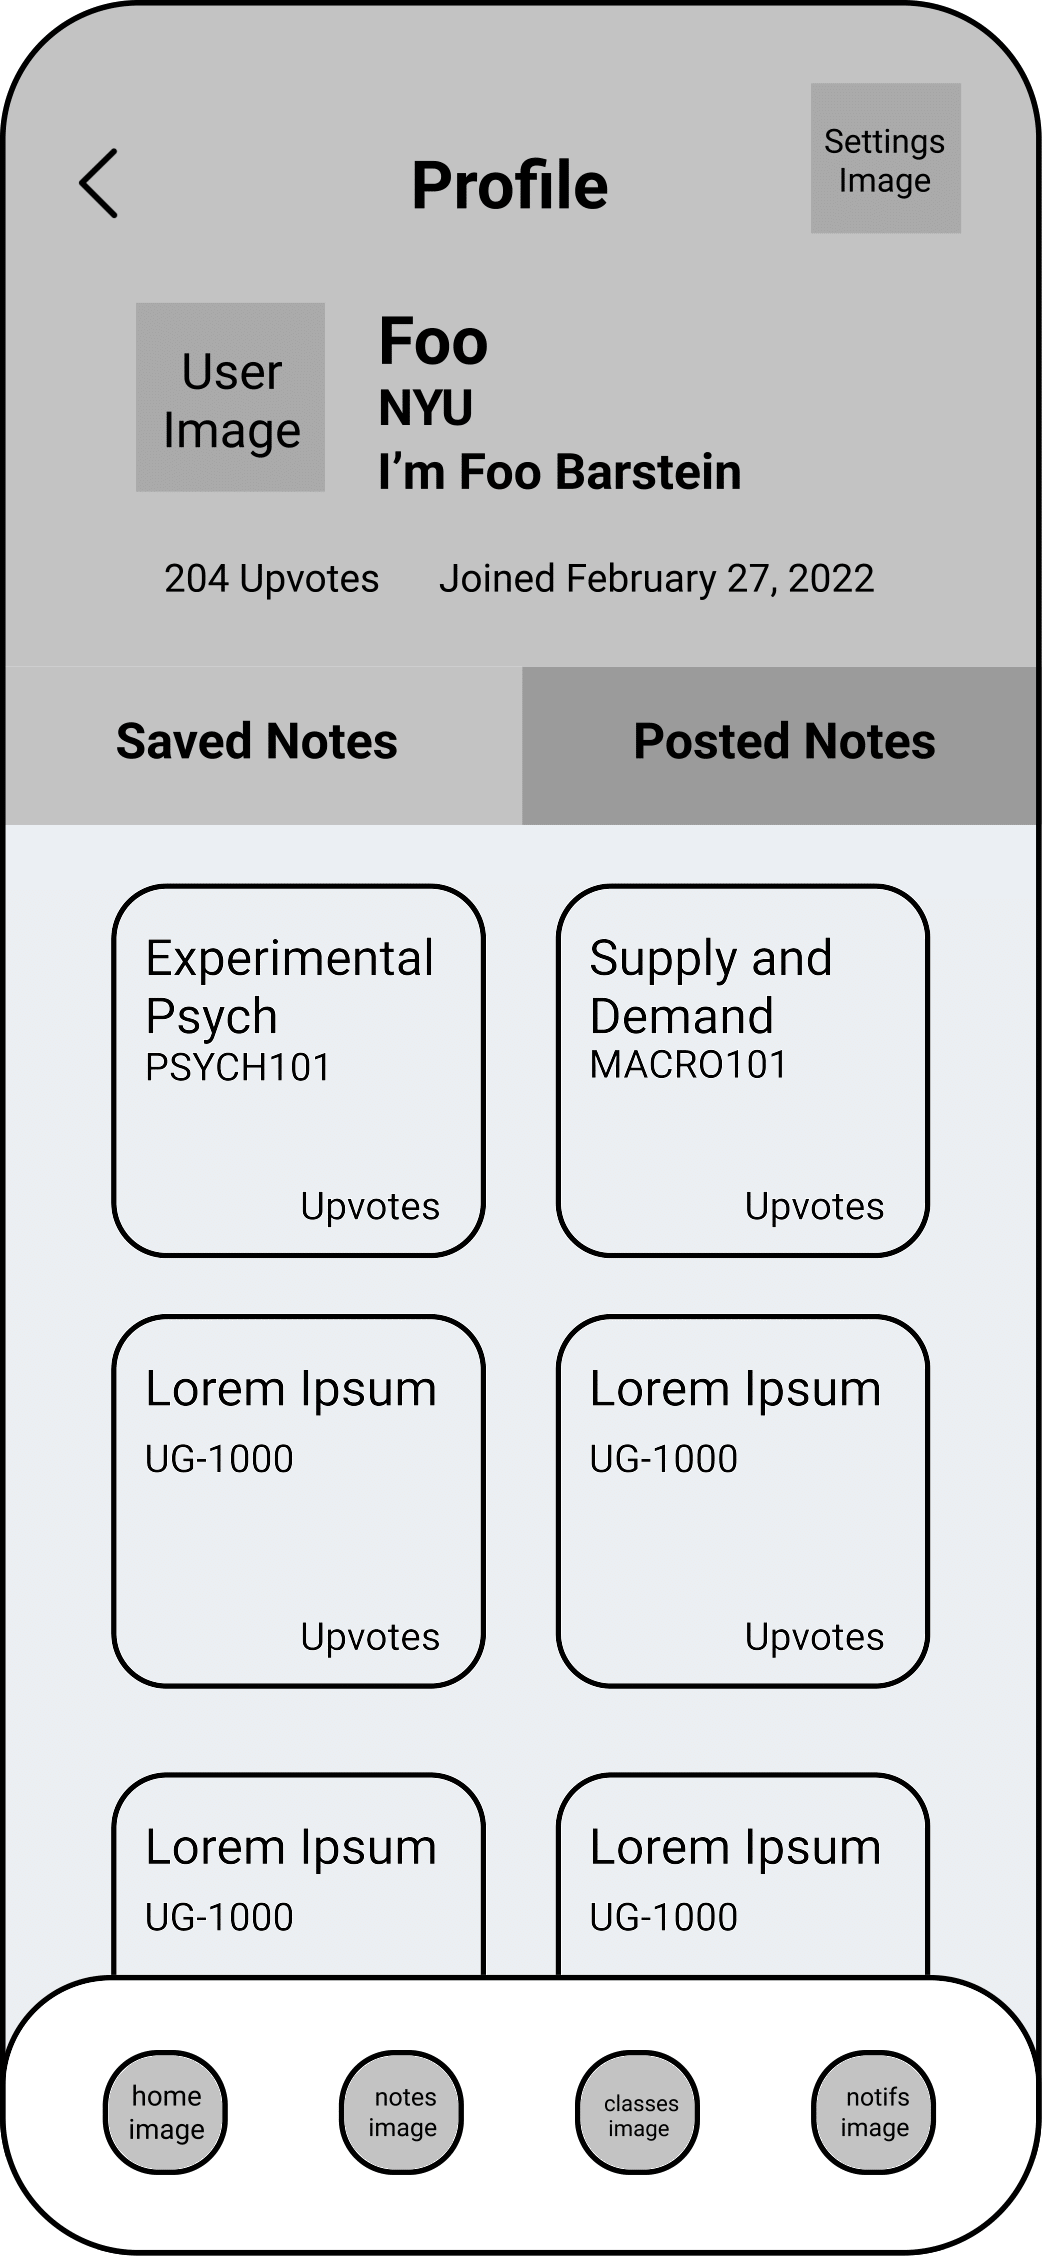 Settings
Image
Profile
User
Image
Foo
NYU
I’m Foo Barstein
204 Upvotes
Joined February 27, 2022
Saved Notes
Posted Notes
Experimental
Psych
PSYCH101
Upvotes
Supply and
Demand
MACRO101
Upvotes
Lorem Ipsum
UG-1000
Upvotes
Lorem Ipsum
UG-1000
Upvotes
Lorem Ipsum
UG-1000
Lorem Ipsum
UG-1000
home
image
notes
image
classes
image
notifs
image